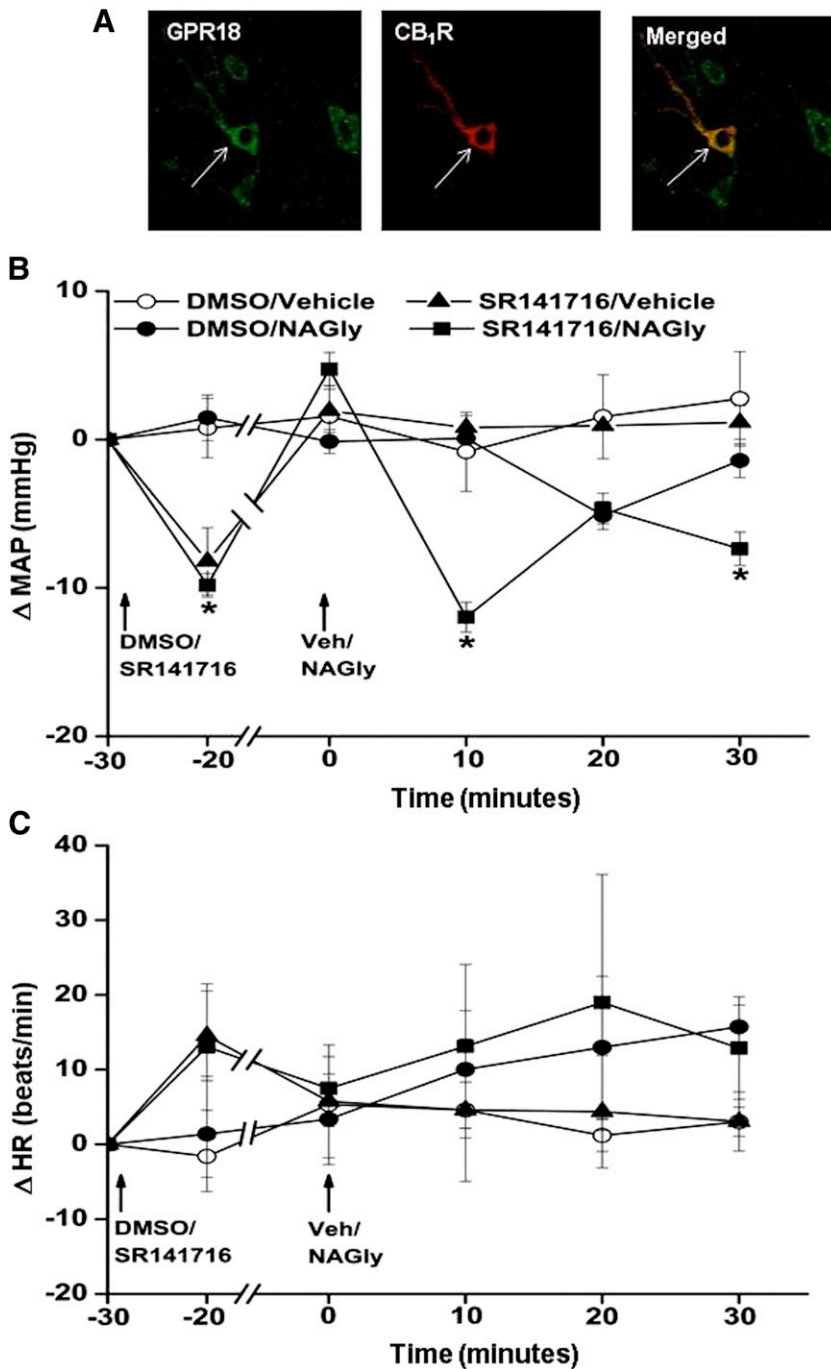 A
GPR18
CB₁R
Merged
B
10
0
-10
-20
Δ MAP (mmHg)
DMSO/Vehicle
SR141716/Vehicle
DMSO/NAGly
SR141716/NAGly
*
*
*
DMSO/
SR141716
Veh/
NAGly
-30 -20 0 10 20 30
Time (minutes)
C
40
30
20
10
0
-10
-20
Δ HR (beats/min)
DMSO/
SR141716
Veh/
NAGly
-30 -20 0 10 20 30
Time (minutes)